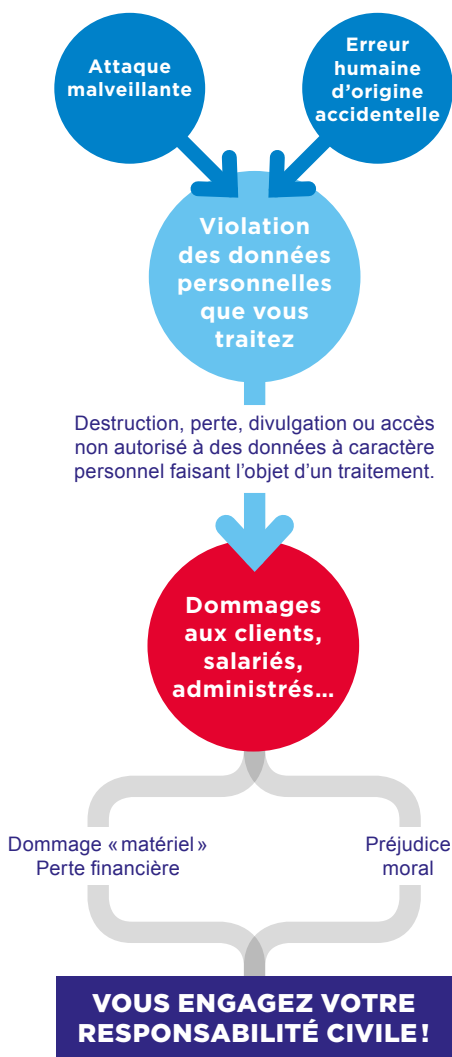 Attaque
malveillante
Erreur
humaine
d'origine
accidentelle
Violation
des données
personnelles
que vous
traitez
Destruction, perte, divulgation ou accès
non autorisé à des données à caractère
personnel faisant l'objet d'un traitement.
Dommages
aux clients,
salariés,
administrés...
Dommage « matériel »
Perte financière
Préjudice
moral
VOUS ENGAGEZ VOTRE
RESPONSABILITÉ CIVILE !